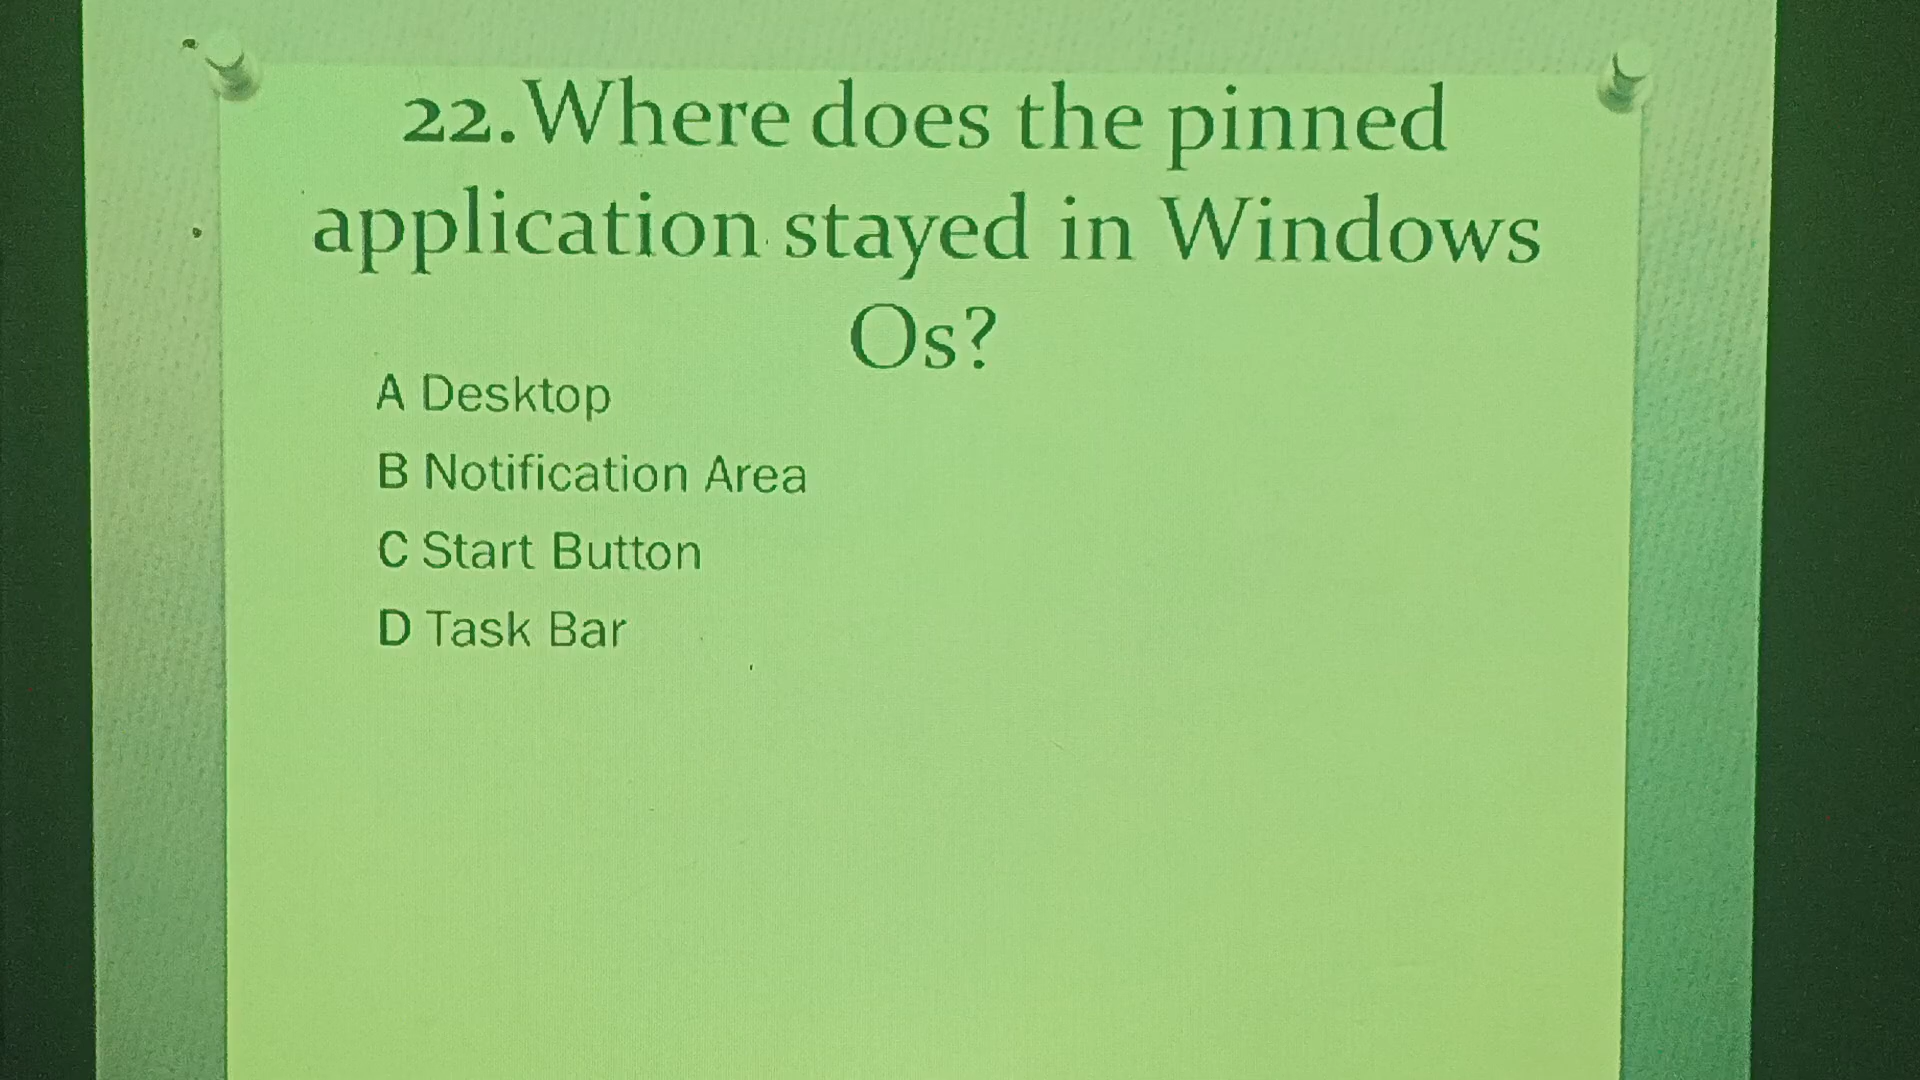 22.Where does the pinned
application stayed in Windows
Os?
A Desktop
B Notification Area
C Start Button
D Task Bar